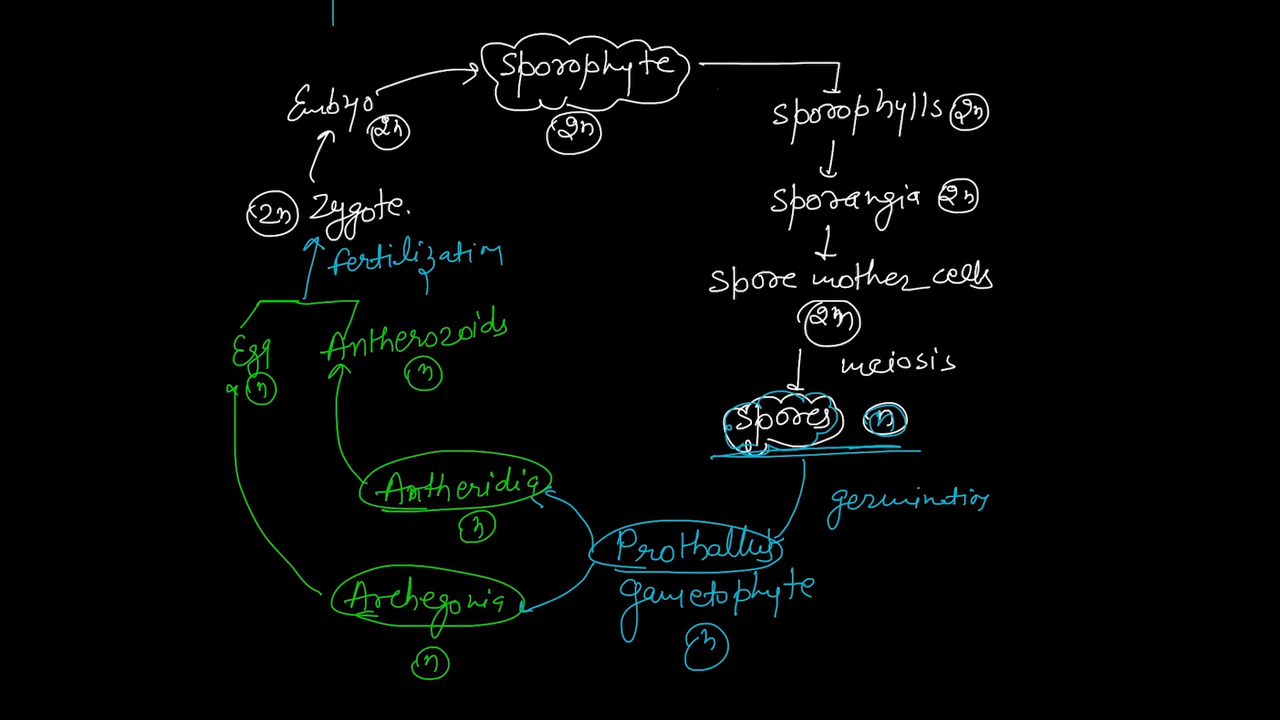 Sporophyte
2n
Embryo
2n
Sporophylls 2n
2n Zygote.
Sporangia 2n
fertilization
Spore mother cells
2n
Egg
n
Antherozoids
n
meiosis
Spores n
Antheridia
n
germination
Prothallus
gametophyte
n
Archegonia
n